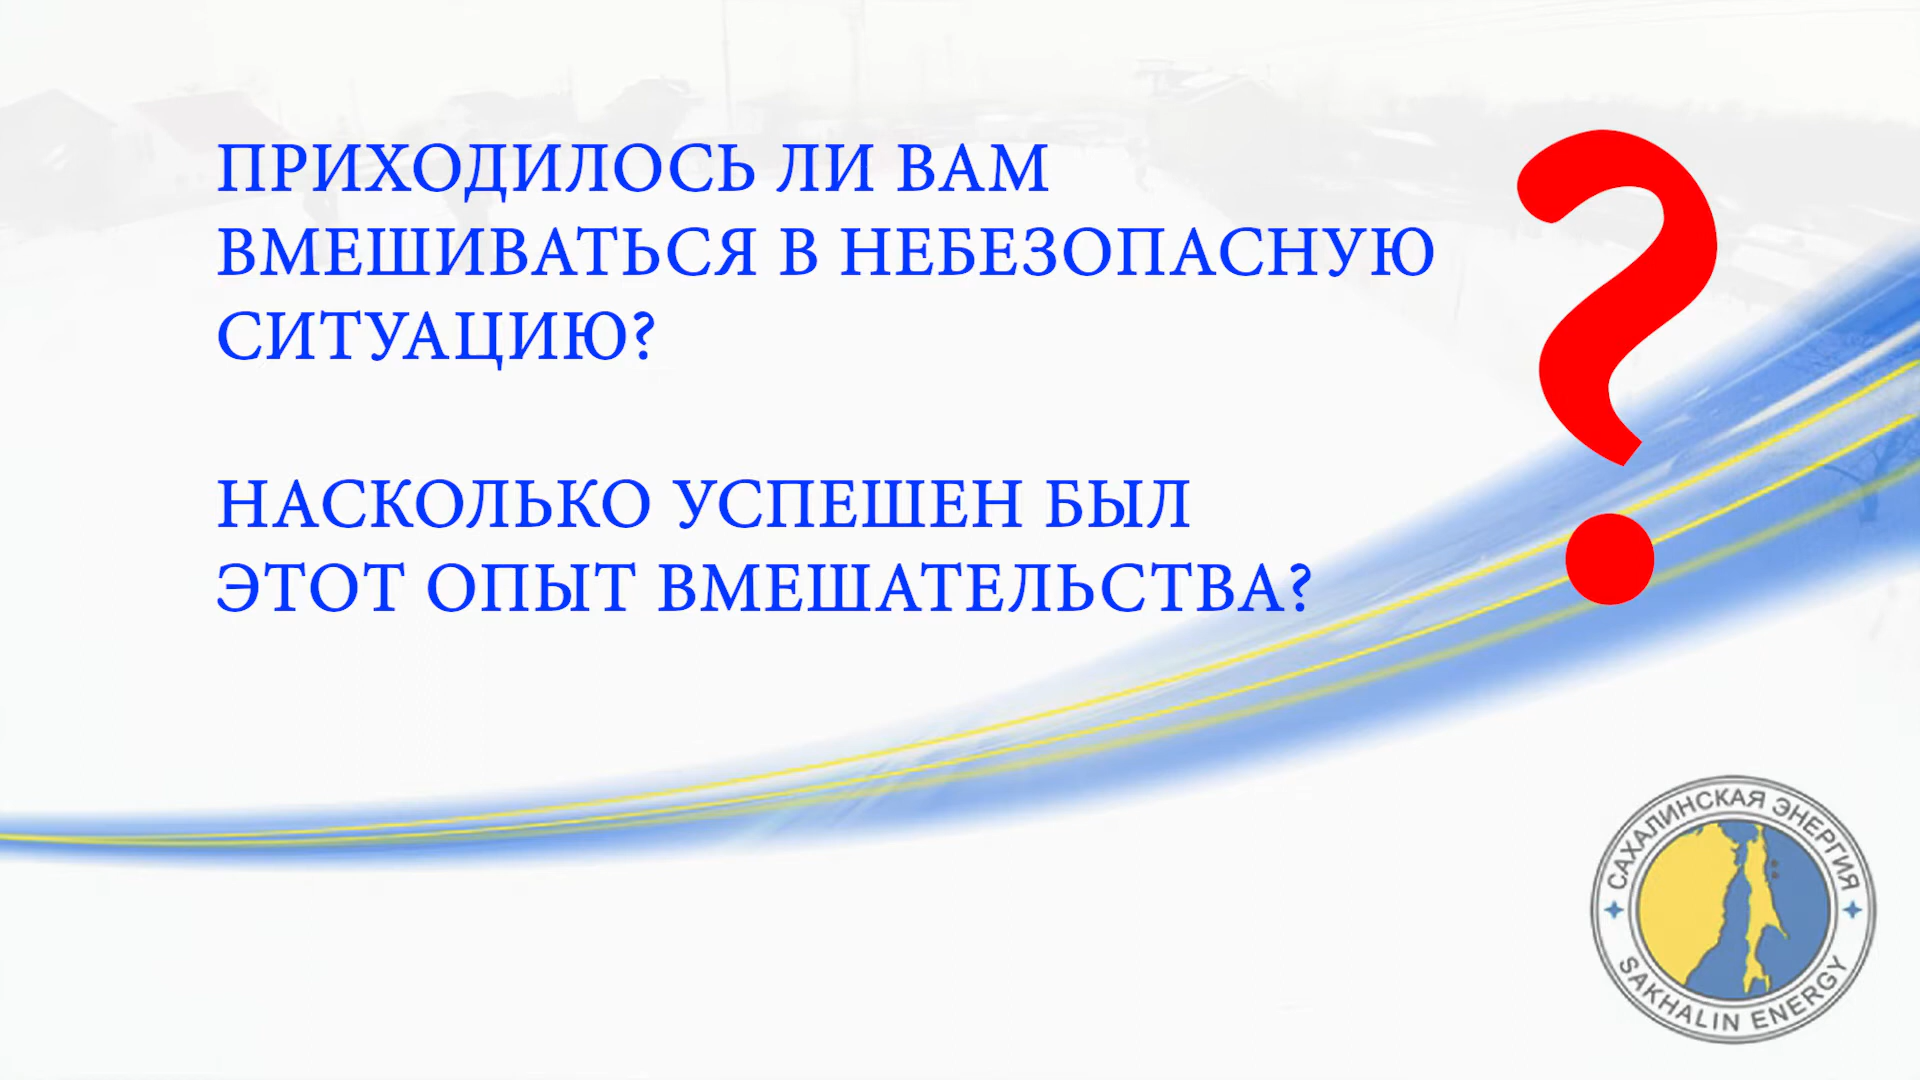 ПРИХОДИЛОСЬ ЛИ ВАМ
ВМЕШИВАТЬСЯ В НЕБЕЗОПАСНУЮ
СИТУАЦИЮ?
НАСКОЛЬКО УСПЕШЕН БЫЛ
ЭТОТ ОПЫТ ВМЕШАТЕЛЬСТВА?
?
САХАЛИНСКАЯ ЭНЕРГИЯ
SAKHALIN ENERGY